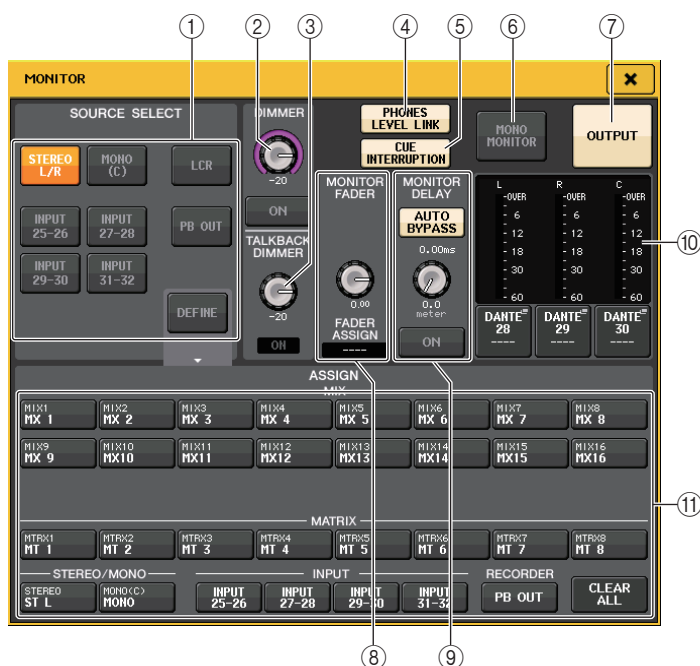 ① ② ③ ④ ⑤ ⑥ ⑦
MONITOR
SOURCE SELECT
STEREO L/R
MONO (C)
LCR
INPUT 25-26
INPUT 27-28
PB OUT
INPUT 29-30
INPUT 31-32
DEFINE
DIMMER
-20
ON
TALKBACK DIMMER
-20
ON
PHONES LEVEL LINK
CUE INTERRUPTION
MONO MONITOR
OUTPUT
MONITOR FADER
0.00
FADER ASSIGN
----
MONITOR DELAY
AUTO BYPASS
0.00ms
0.0
meter
ON
L R C
-OVER -OVER -OVER
- 6 - 6 - 6
- 12 - 12 - 12
- 18 - 18 - 18
- 30 - 30 - 30
- 60 - 60 - 60
⑩
DANTE 28 ----
DANTE 29 ----
DANTE 30 ----
ASSIGN
MIX
MIX1 MIX2 MIX3 MIX4 MIX5 MIX6 MIX7 MIX8
MX 1 MX 2 MX 3 MX 4 MX 5 MX 6 MX 7 MX 8
MIX9 MIX10 MIX11 MIX12 MIX13 MIX14 MIX15 MIX16
MX 9 MX10 MX11 MX12 MX13 MX14 MX15 MX16
⑪
MATRIX
MTRX1 MTRX2 MTRX3 MTRX4 MTRX5 MTRX6 MTRX7 MTRX8
MT 1 MT 2 MT 3 MT 4 MT 5 MT 6 MT 7 MT 8
STEREO/MONO INPUT RECORDER
STEREO ST L
MONO(C) MONO
INPUT 25-26
INPUT 27-28
INPUT 29-30
INPUT 31-32
PB OUT
CLEAR ALL
⑧ ⑨